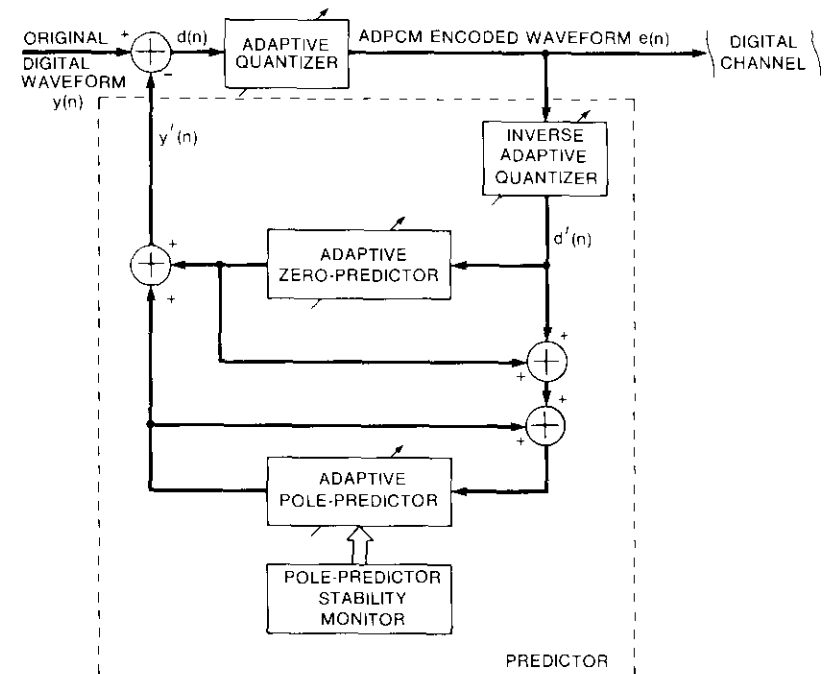 ORIGINAL
DIGITAL
WAVEFORM
y(n)
+
−
d(n)
ADAPTIVE
QUANTIZER
ADPCM ENCODED WAVEFORM e(n)
DIGITAL
CHANNEL
y'(n)
INVERSE
ADAPTIVE
QUANTIZER
d'(n)
+
+
ADAPTIVE
ZERO-PREDICTOR
+
+
+
+
ADAPTIVE
POLE-PREDICTOR
POLE-PREDICTOR
STABILITY
MONITOR
PREDICTOR